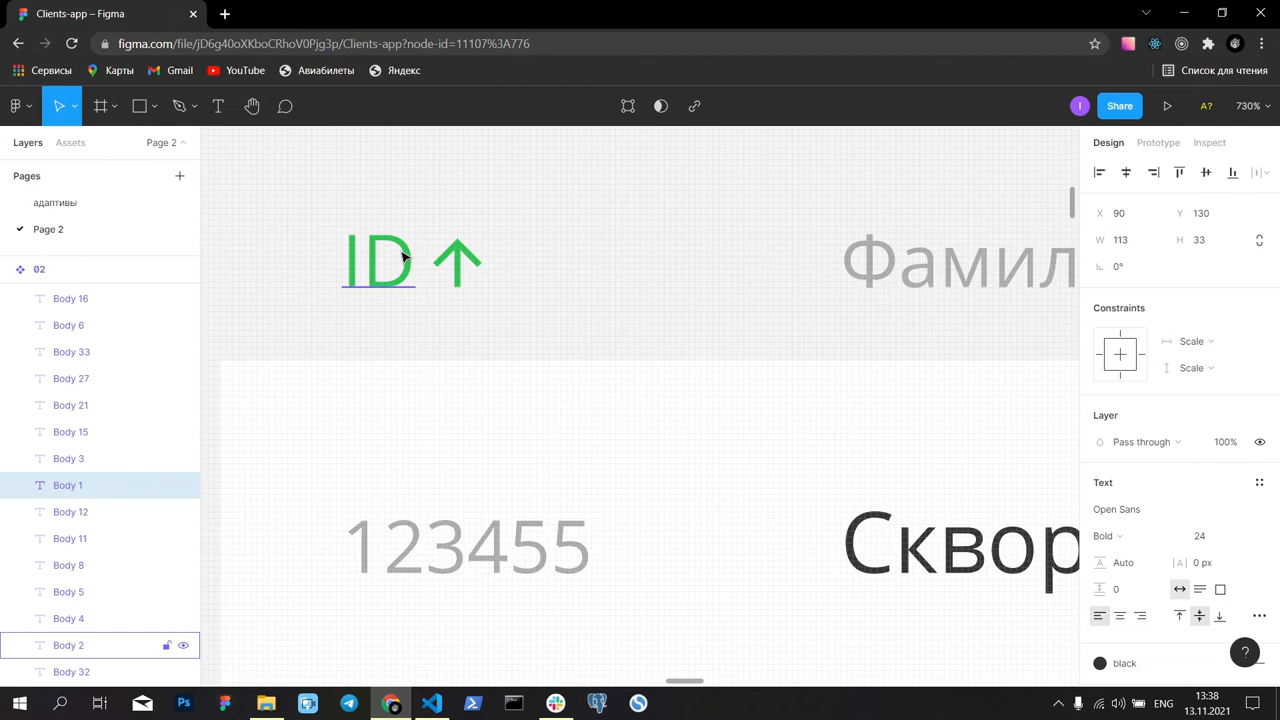 Clients-app - Figma
figma.com/file/jD6g40oXKboCRhoV0Pjg3p/Clients-app?node-id=11107%3A776
Сервисы Карты Gmail YouTube Авиабилеты Яндекс Список для чтения
I Share A? 730%
Layers Assets Page 2
Pages
адаптивы
Page 2
02
Body 16
Body 6
Body 33
Body 27
Body 21
Body 15
Body 3
Body 1
Body 12
Body 11
Body 8
Body 5
Body 4
Body 2
Body 32
ID ↑ Фамил
123455 Сквор
Design Prototype Inspect
X 90 Y 130
W 113 H 33
0°
Constraints
Scale
Scale
Layer
Pass through 100%
Text
Open Sans
Bold 24
Auto |A| 0 px
0
black
?
ENG 13:38
13.11.2021